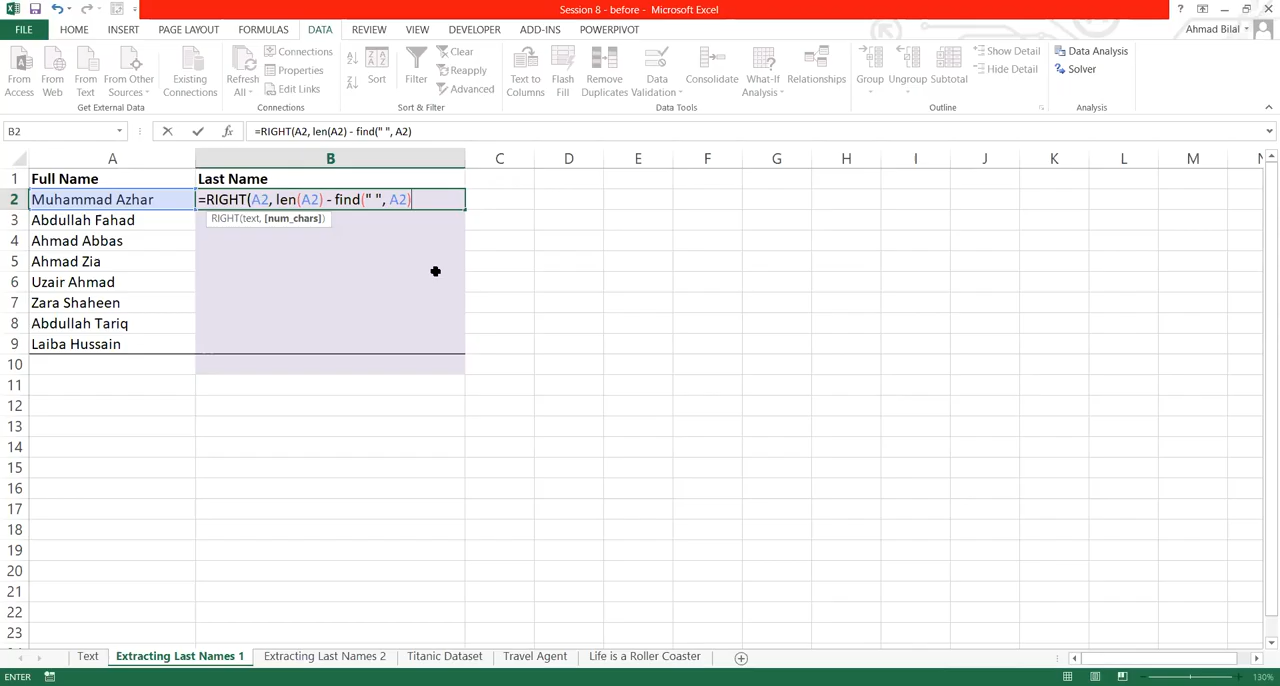 Session 8 - before - Microsoft Excel
FILE HOME INSERT PAGE LAYOUT FORMULAS DATA REVIEW VIEW DEVELOPER ADD-INS POWERPIVOT Ahmad Bilal
From Access
From Web
From Text
From Other Sources
Existing Connections
Refresh All
Connections
Properties
Edit Links
Sort
Filter
Clear
Reapply
Advanced
Text to Columns
Flash Fill
Remove Duplicates
Data Validation
Consolidate
What-If Analysis
Relationships
Group
Ungroup
Subtotal
Show Detail
Hide Detail
Data Analysis
Solver
Get External Data Connections Sort & Filter Data Tools Outline Analysis
B2 fx =RIGHT(A2, len(A2) - find(" ", A2)
A B C D E F G H I J K L M N
1 Full Name Last Name
2 Muhammad Azhar =RIGHT(A2, len(A2) - find(" ", A2)
RIGHT(text, [num_chars])
3 Abdullah Fahad
4 Ahmad Abbas
5 Ahmad Zia
6 Uzair Ahmad
7 Zara Shaheen
8 Abdullah Tariq
9 Laiba Hussain
10
11
12
13
14
15
16
17
18
19
20
21
22
23
Text Extracting Last Names 1 Extracting Last Names 2 Titanic Dataset Travel Agent Life is a Roller Coaster
ENTER 130%